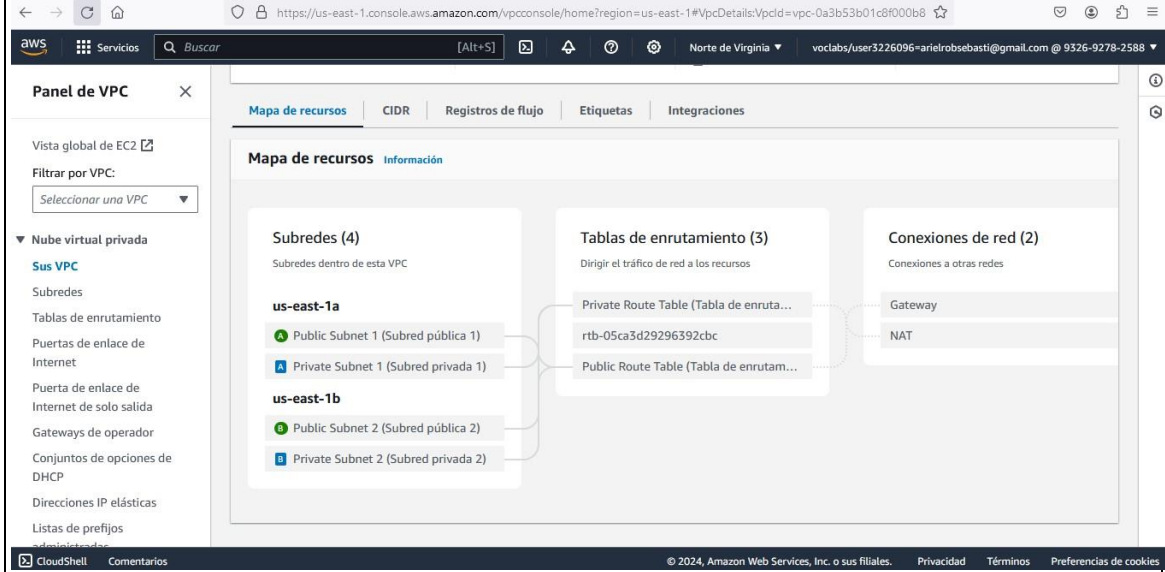 https://us-east-1.console.aws.amazon.com/vpcconsole/home?region=us-east-1#VpcDetails:VpcId=vpc-0a3b53b01c8f000b8
aws Servicios Buscar [Alt+S] Norte de Virginia voclabs/user3226096=arielrobsebasti@gmail.com @ 9326-9278-2588
Panel de VPC
Vista global de EC2
Filtrar por VPC:
Seleccionar una VPC
Nube virtual privada
Sus VPC
Subredes
Tablas de enrutamiento
Puertas de enlace de
Internet
Puerta de enlace de
Internet de solo salida
Gateways de operador
Conjuntos de opciones de
DHCP
Direcciones IP elásticas
Listas de prefijos
administradas
Mapa de recursos CIDR Registros de flujo Etiquetas Integraciones
Mapa de recursos Información
Subredes (4)
Subredes dentro de esta VPC
us-east-1a
A Public Subnet 1 (Subred pública 1)
A Private Subnet 1 (Subred privada 1)
us-east-1b
B Public Subnet 2 (Subred pública 2)
B Private Subnet 2 (Subred privada 2)
Tablas de enrutamiento (3)
Dirigir el tráfico de red a los recursos
Private Route Table (Tabla de enruta...
rtb-05ca3d29296392cbc
Public Route Table (Tabla de enrutam...
Conexiones de red (2)
Conexiones a otras redes
Gateway
NAT
CloudShell Comentarios © 2024, Amazon Web Services, Inc. o sus filiales. Privacidad Términos Preferencias de cookies